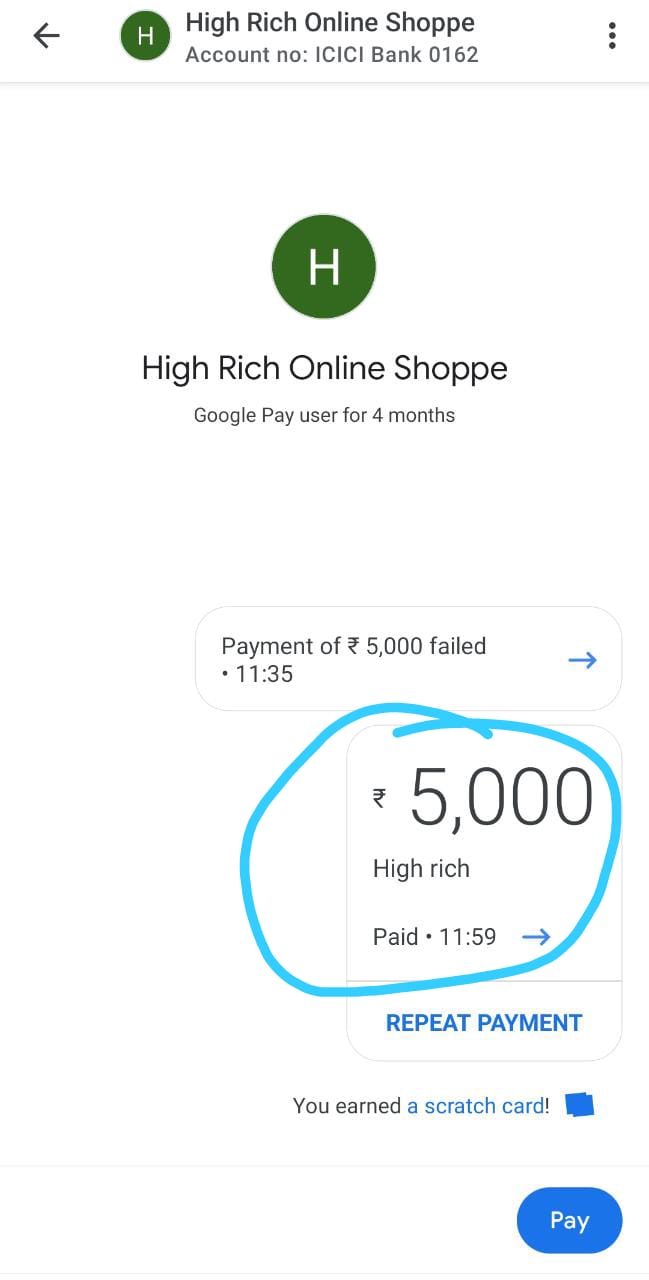 H
High Rich Online Shoppe
Account no: ICICI Bank 0162
H
High Rich Online Shoppe
Google Pay user for 4 months
Payment of ₹ 5,000 failed
• 11:35
₹ 5,000
High rich
Paid • 11:59
REPEAT PAYMENT
You earned a scratch card!
Pay